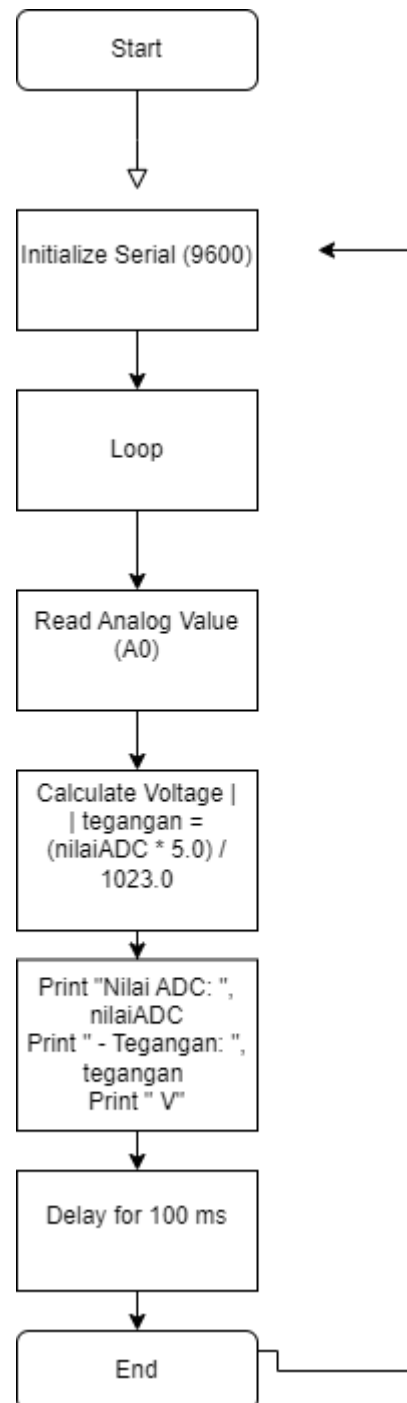 Start
Initialize Serial (9600)
Loop
Read Analog Value
(A0)
Calculate Voltage |
| tegangan =
(nilaiADC * 5.0) /
1023.0
Print "Nilai ADC: ",
nilaiADC
Print " - Tegangan: ",
tegangan
Print " V"
Delay for 100 ms
End